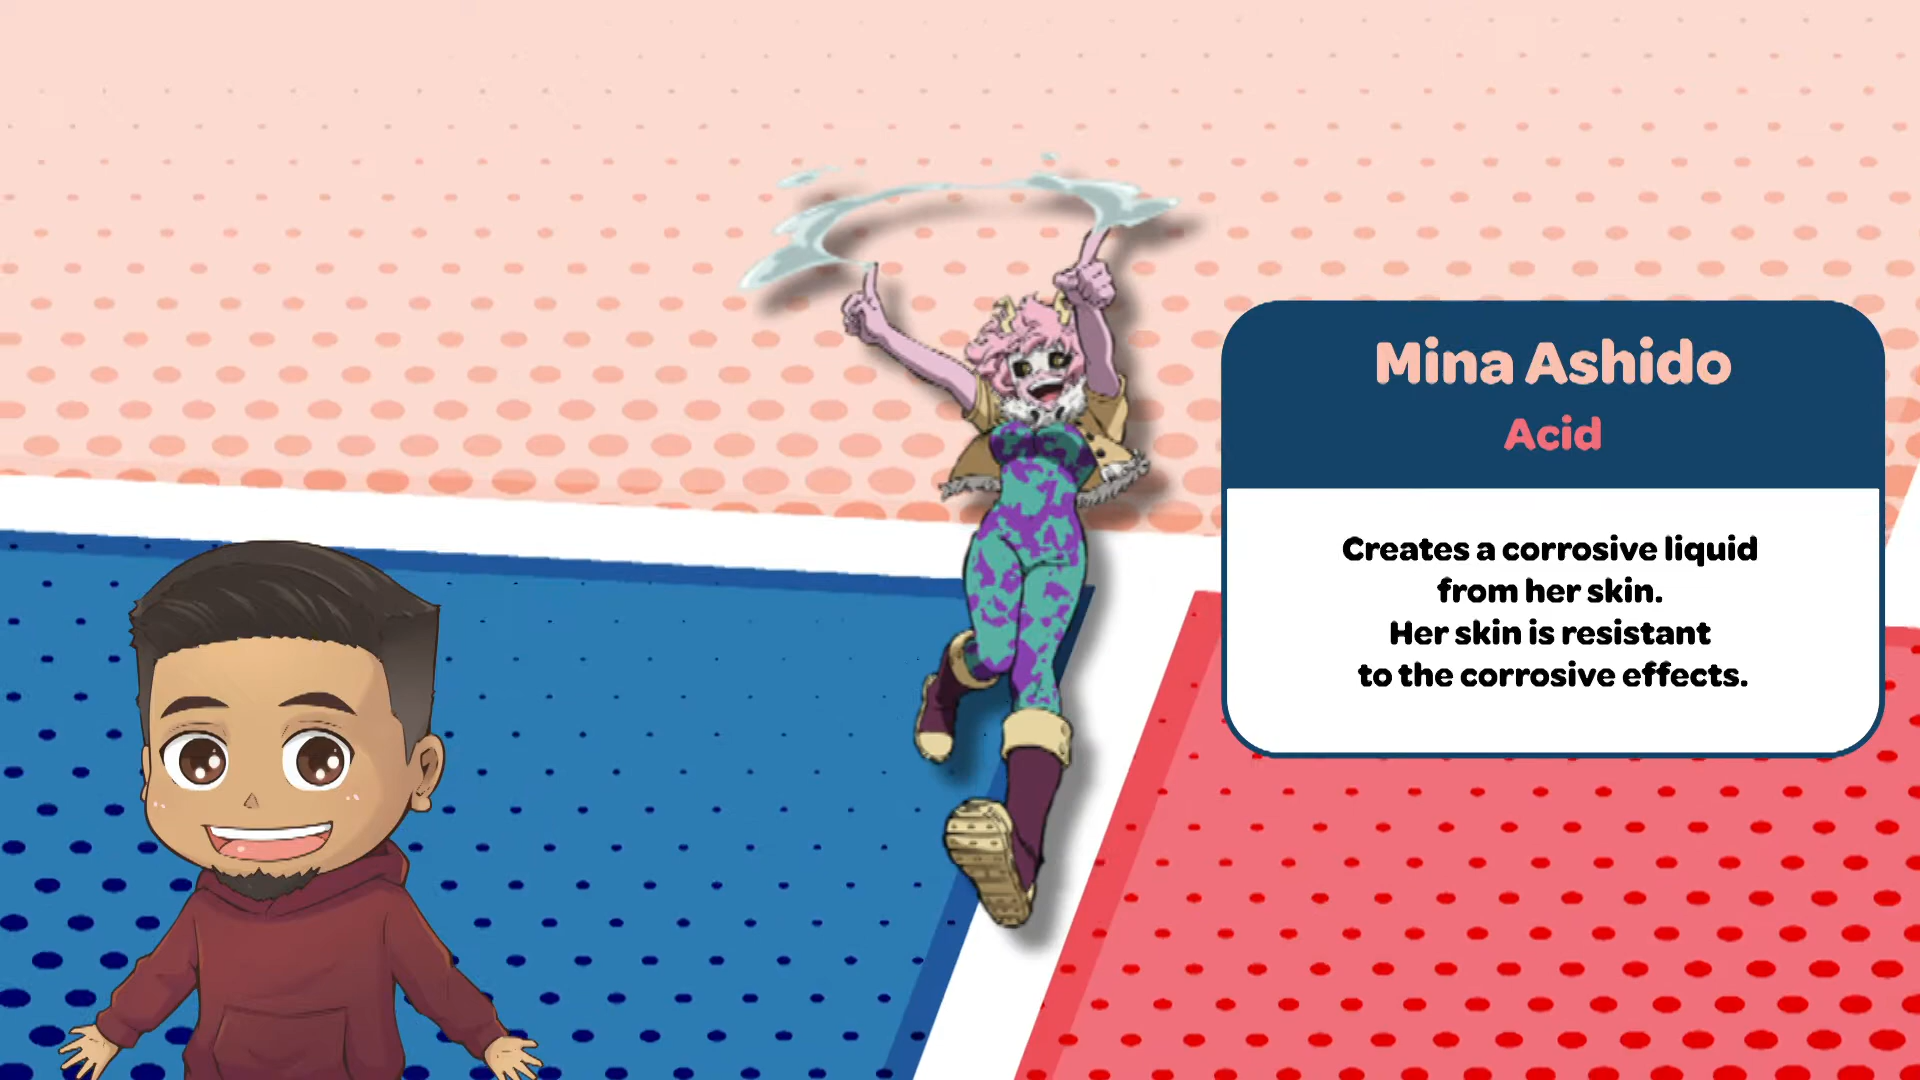 Mina Ashido
Acid
Creates a corrosive liquid
from her skin.
Her skin is resistant
to the corrosive effects.